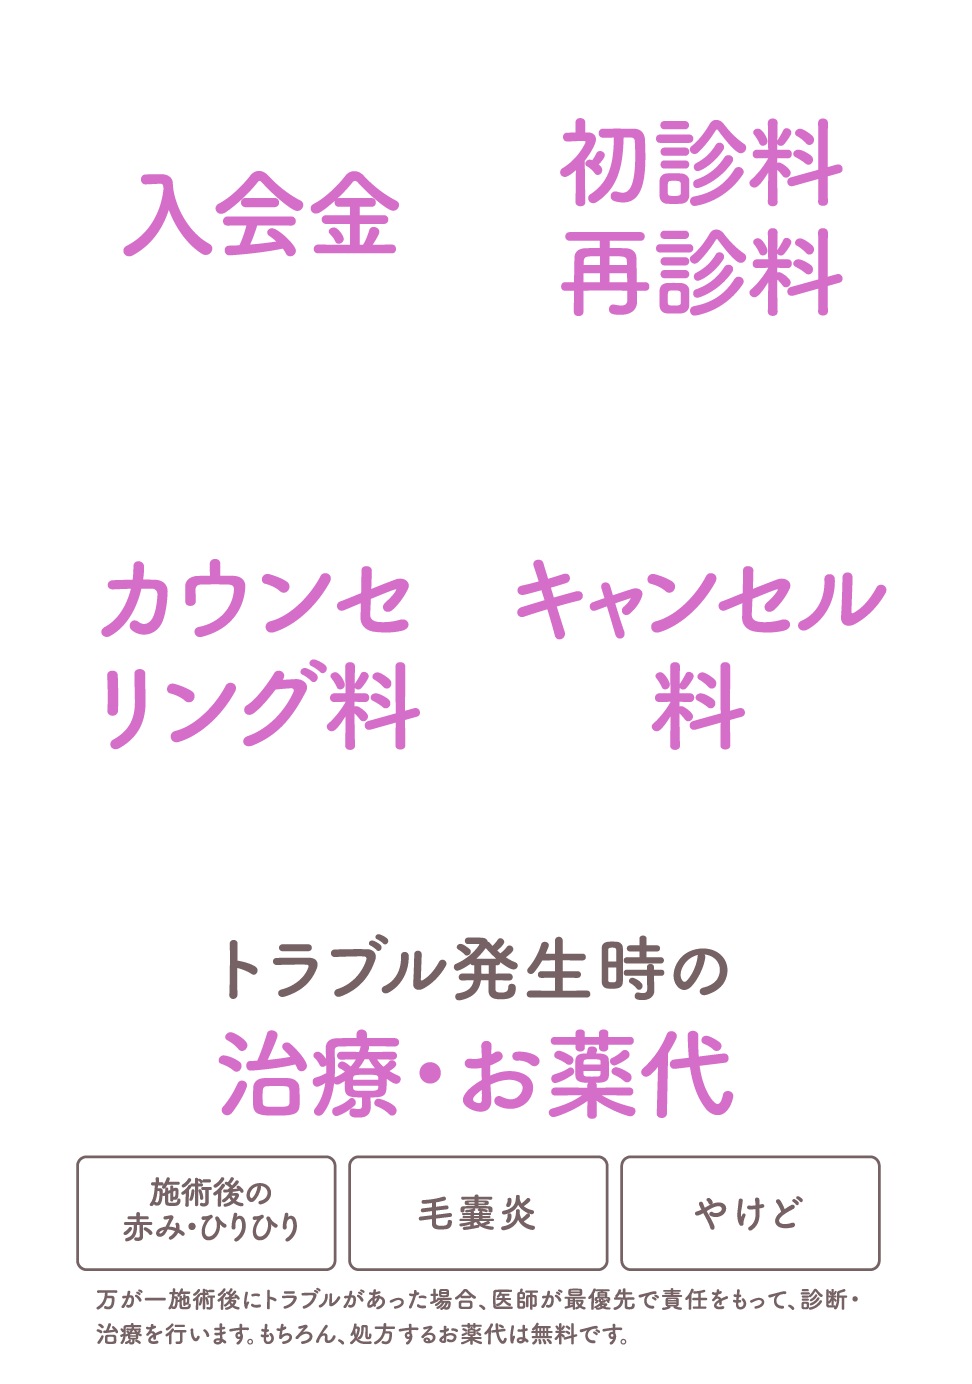 入会金
初診料
再診料
カウンセ
リング料
キャンセル
料
トラブル発生時の
治療・お薬代
施術後の
赤み・ひりひり
毛嚢炎
やけど
万が一施術後にトラブルがあった場合、医師が最優先で責任をもって、診断・
治療を行います。もちろん、処方するお薬代は無料です。